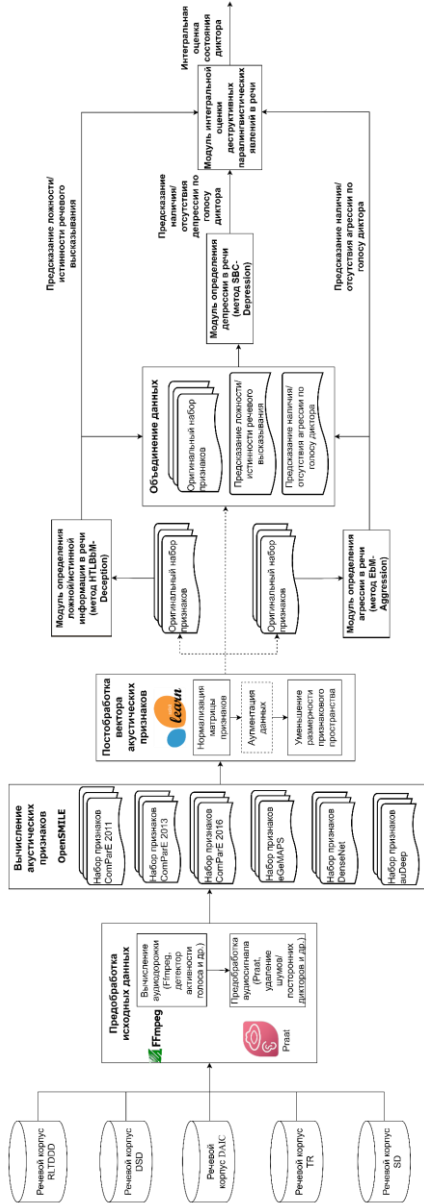 Речевой корпус
RLTDDD
Речевой корпус
DSD
Речевой
корпус DAIC
Речевой корпус
TR
Речевой корпус
SD
Предобработка
исходных данных
Вычисление
аудиодорожки
(Ffmpeg,
детектор
активности
голоса и др.)
FFmpeg
Предобработка
аудиосигнала
(Praat,
удаление
шумов/
посторонних
дикторов и др.)
Praat
Вычисление
акустических
признаков
OpenSMILE
Набор признаков
ComParE 2011
Набор признаков
ComParE 2013
Набор признаков
ComParE 2016
Набор признаков
eGeMAPS
Набор признаков
DenseNet
Набор признаков
auDeep
Постобработка
вектора
акустических
признаков
learn
Нормализация
матрицы
признаков
Аугментация
данных
Уменьшение
размерности
признакового
пространства
Модуль определения
ложной/истинной
информации в речи
(метод HTLBbM-
Deception)
Оригинальный набор
признаков
Оригинальный набор
признаков
Модуль определения
агрессии в речи
(метод EbM-
Aggression)
Объединение данных
Оригинальный набор
признаков
Предсказание ложности/
истинности речевого
высказывания
Предсказание наличия/
отсутствия агрессии по
голосу диктора
Модуль определения
депрессии в речи
(метод SBC-
Depression)
Предсказание ложности/
истинности речевого
высказывания
Предсказание
наличия/
отсутствия
депрессии по
голосу
диктора
Предсказание наличия/
отсутствия агрессии по
голосу диктора
Модуль интегральной
оценки
деструктивных
паралингвистических
явлений в речи
Интегральная
оценка
состояния
диктора